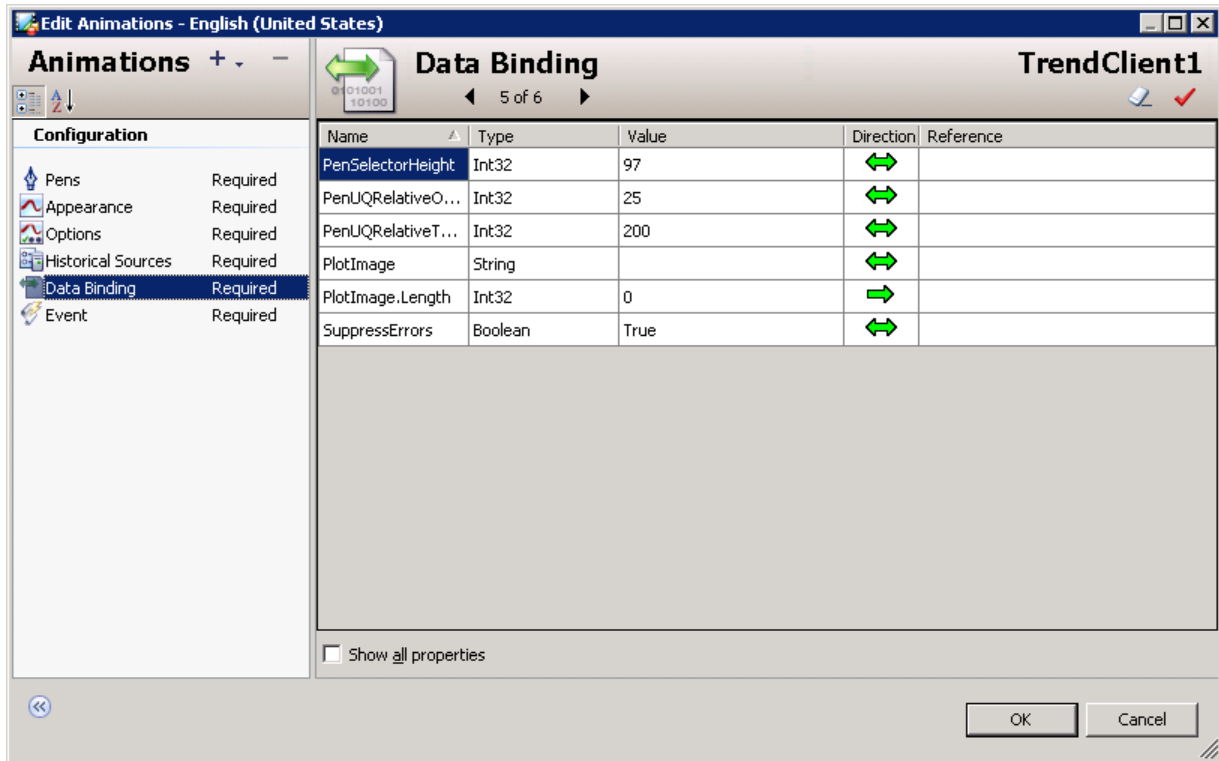 Edit Animations - English (United States)
Animations + -
Data Binding
TrendClient1
5 of 6
Configuration
Pens Required
Appearance Required
Options Required
Historical Sources Required
Data Binding Required
Event Required
Name Type Value Direction Reference
PenSelectorHeight Int32 97
PenUQRelativeO... Int32 25
PenUQRelativeT... Int32 200
PlotImage String
PlotImage.Length Int32 0
SuppressErrors Boolean True
Show all properties
OK Cancel